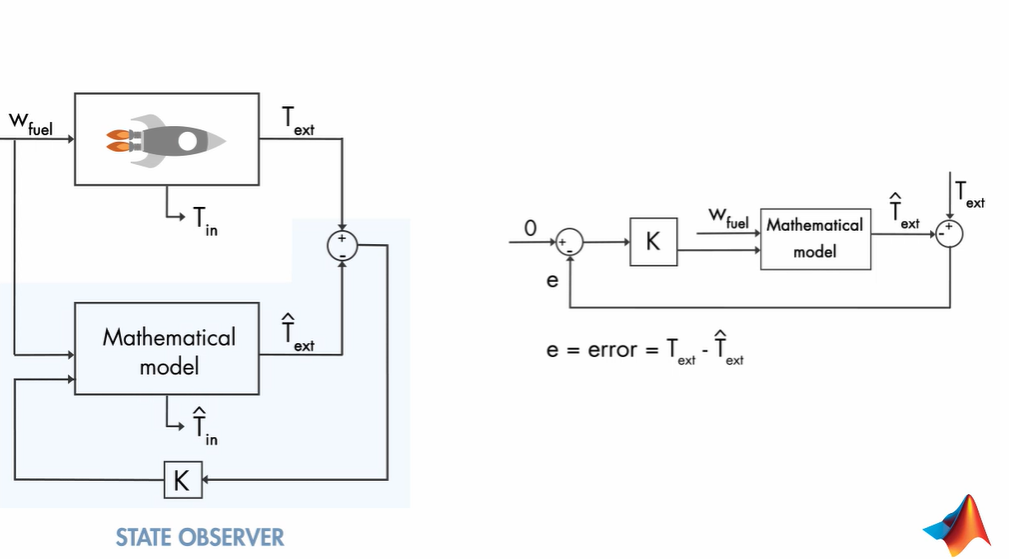 w_fuel
T_ext
T_in
+
-
Mathematical
model
T̂_ext
T̂_in
K
STATE OBSERVER
0
+
-
e
K
w_fuel
Mathematical
model
T̂_ext
T_ext
-
+
e = error = T_ext - T̂_ext